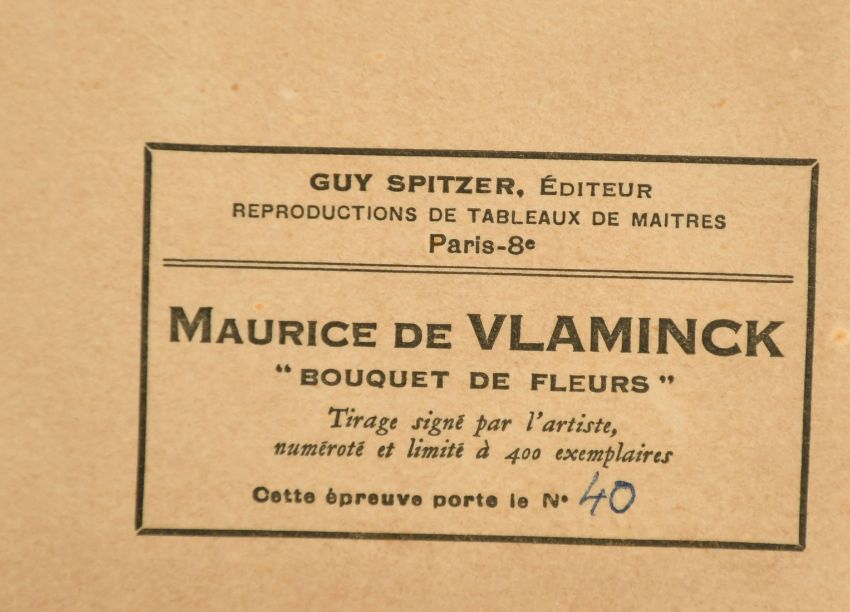 GUY SPITZER, ÉDITEUR
REPRODUCTIONS DE TABLEAUX DE MAITRES
Paris-8e
MAURICE DE VLAMINCK
“BOUQUET DE FLEURS”
Tirage signé par l'artiste,
numéroté et limité à 400 exemplaires
Cette épreuve porte le N° 40